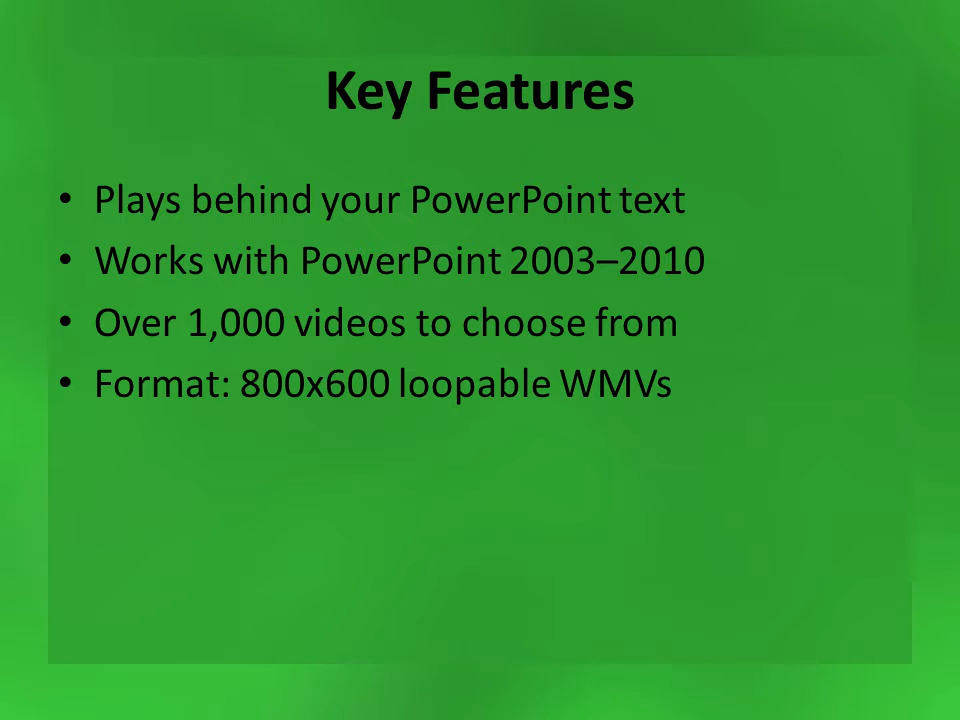 Key Features
• Plays behind your PowerPoint text
• Works with PowerPoint 2003–2010
• Over 1,000 videos to choose from
• Format: 800x600 loopable WMVs